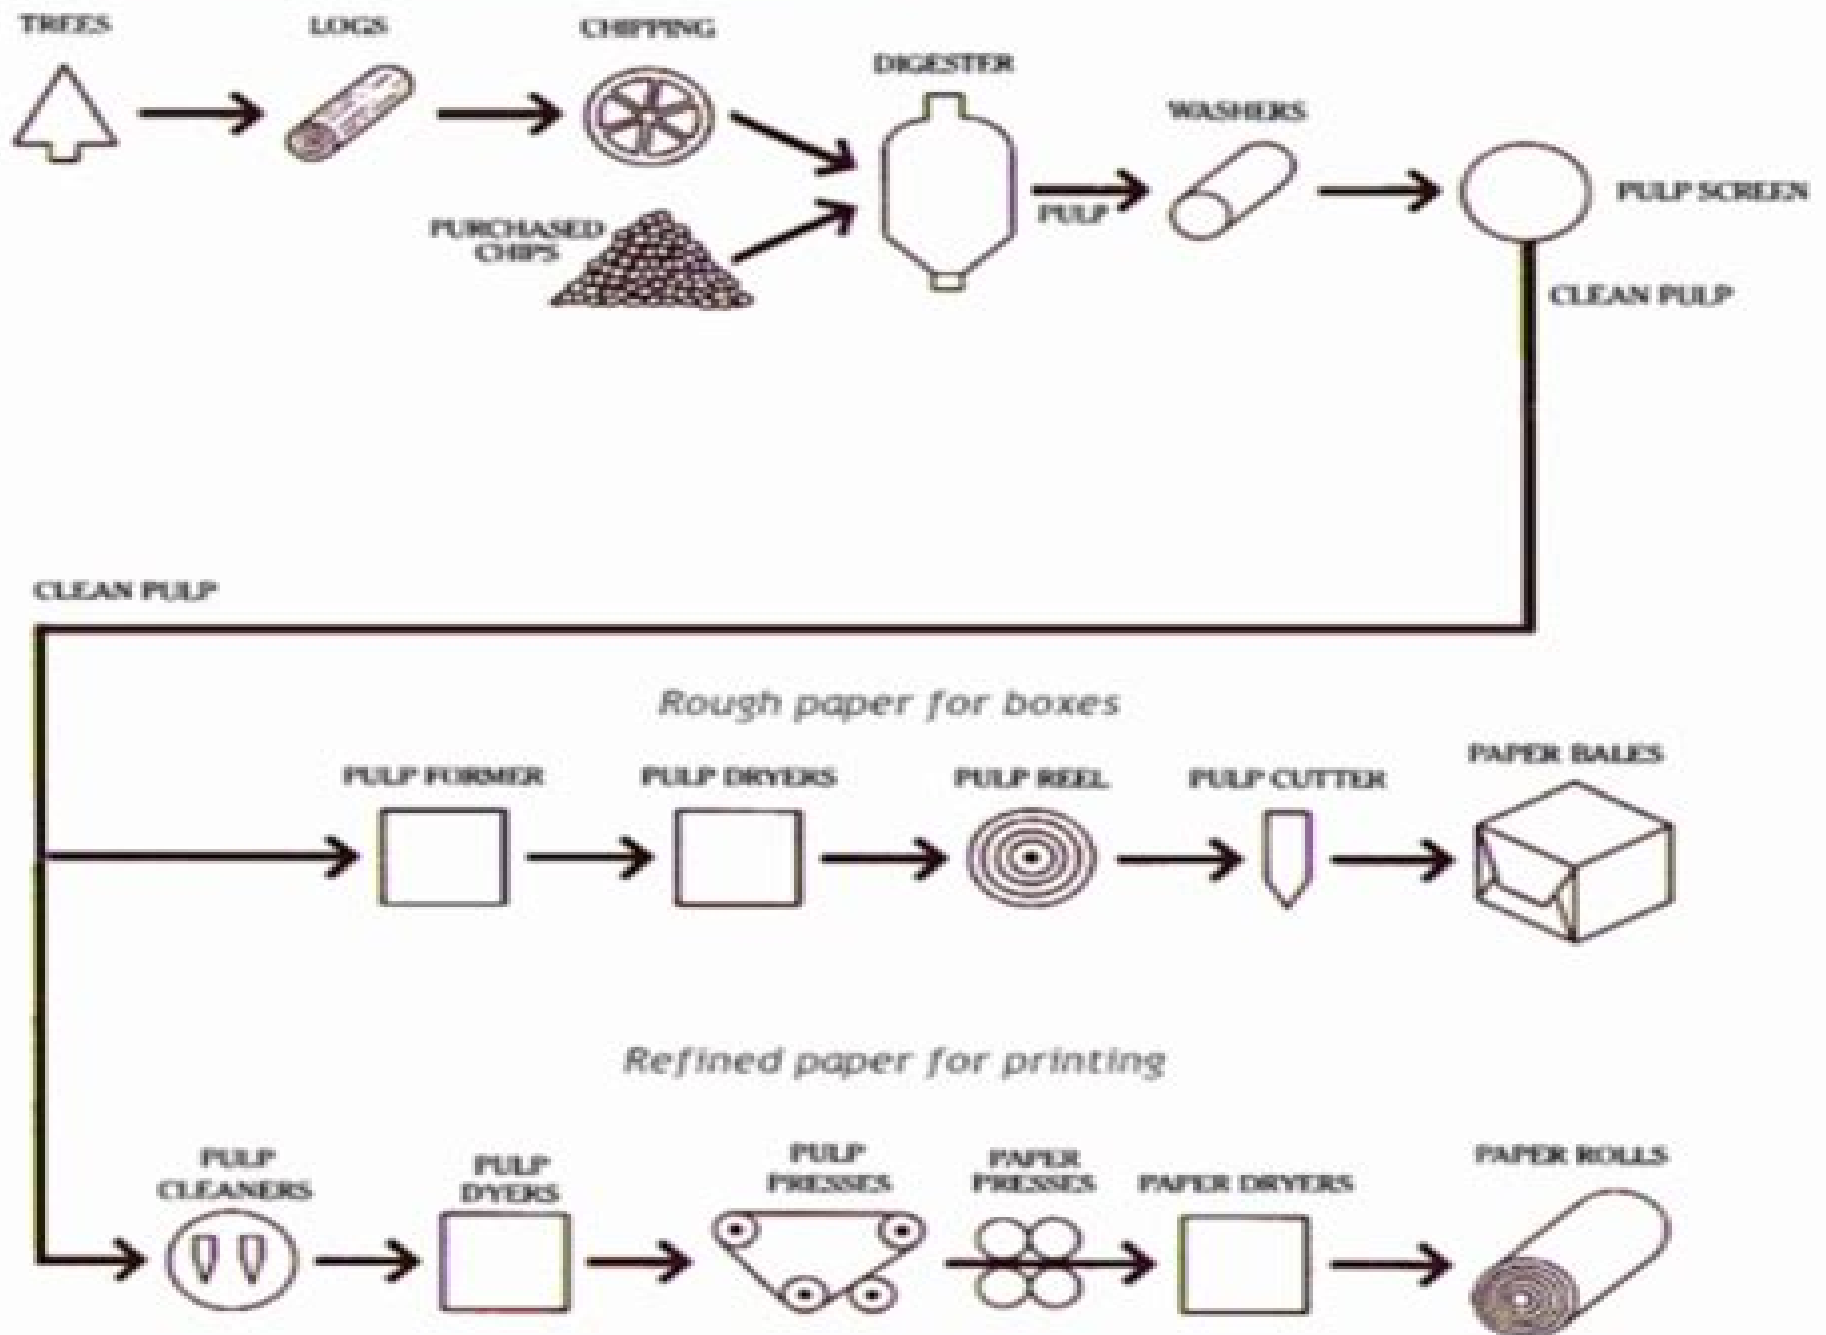 TREES
LOGS
CHIPPING
DIGESTER
WASHERS
PULP SCREEN
PURCHASED
CHIPS
PULP
CLEAN PULP
CLEAN PULP
Rough paper for boxes
PULP FORMER
PULP DRYERS
PULP REEL
PULP CUTTER
PAPER BALES
Refined paper for printing
PULP
CLEANERS
PULP
DYERS
PULP
PRESSES
PAPER
PRESSES
PAPER DRYERS
PAPER ROLLS